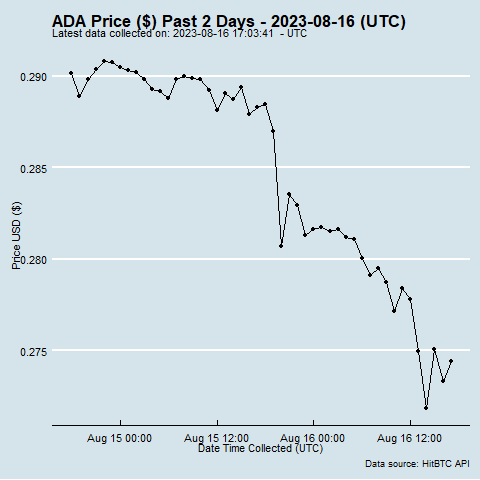 ADA Price ($) Past 2 Days - 2023-08-16 (UTC)
Latest data collected on: 2023-08-16 17:03:41  - UTC
0.290
0.285
0.280
0.275
Price USD ($)
Aug 15 00:00 Aug 15 12:00 Aug 16 00:00 Aug 16 12:00
Date Time Collected (UTC)
Data source: HitBTC API